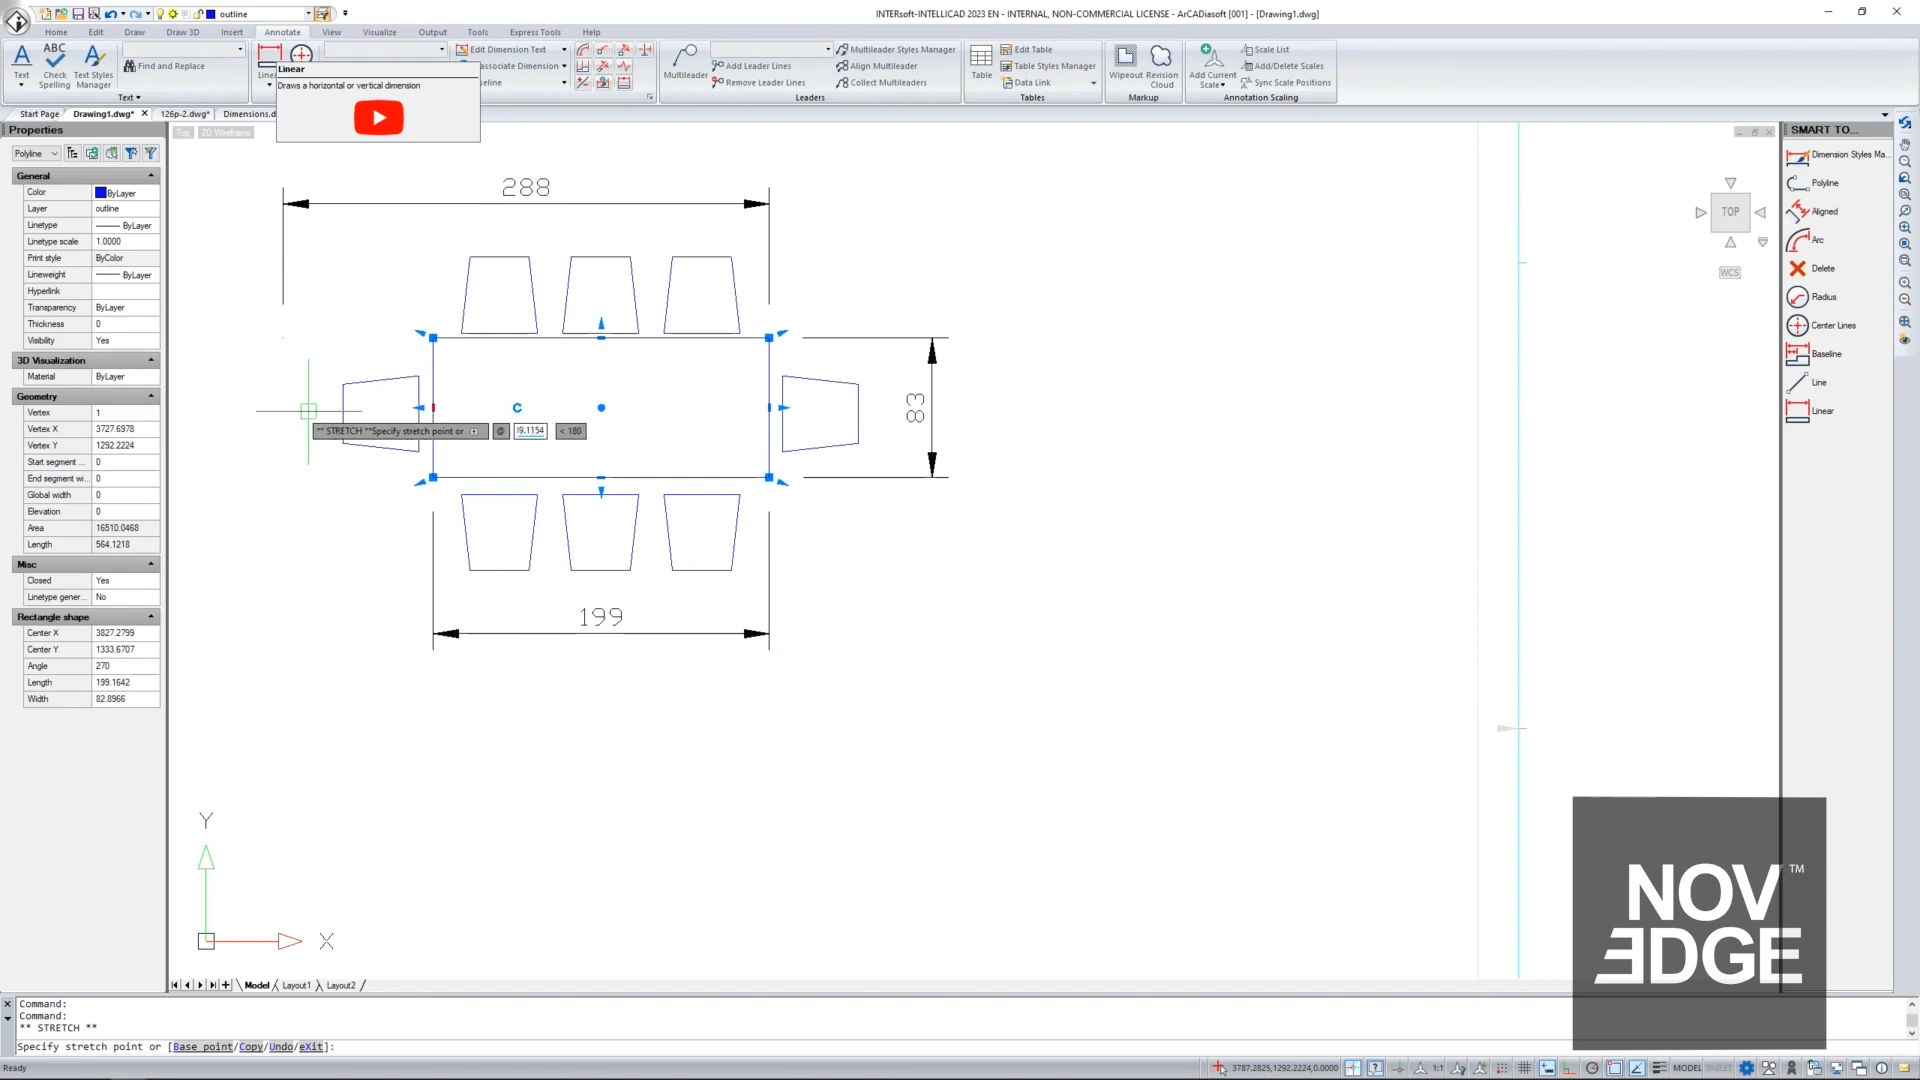 outline
INTERsoft-INTELLICAD 2023 EN - INTERNAL, NON-COMMERCIAL LICENSE - ArCADiasoft [001] - [Drawing1.dwg]
Home Edit Draw Draw 3D Insert Annotate View Visualize Output Tools Express Tools Help
Text
Check Spelling
Text Styles Manager
Find and Replace
Text
Edit Dimension Text
Multileader
Add Leader Lines
Remove Leader Lines
Multileader Styles Manager
Align Multileader
Collect Multileaders
Leaders
Table
Edit Table
Table Styles Manager
Data Link
Tables
Wipeout
Revision Cloud
Markup
Add Current Scale
Scale List
Add/Delete Scales
Sync Scale Positions
Annotation Scaling
Linear
Draws a horizontal or vertical dimension
Start Page Drawing1.dwg* 126p-2.dwg*
Properties
Top 2D Wireframe
Polyline
General
Color ByLayer
Layer outline
Linetype ByLayer
Linetype scale 1.0000
Print style ByColor
Lineweight ByLayer
Hyperlink
Transparency ByLayer
Thickness 0
Visibility Yes
3D Visualization
Material ByLayer
Geometry
Vertex 1
Vertex X 3727.6978
Vertex Y 1292.2224
Start segment ... 0
End segment wi... 0
Global width 0
Elevation 0
Area 16510.0468
Length 564.1218
Misc
Closed Yes
Linetype gener... No
Rectangle shape
Center X 3827.2799
Center Y 1333.6707
Angle 270
Length 199.1642
Width 82.8966
288
83
199
** STRETCH **Specify stretch point or @ 9.1154 < 180
Y
X
TOP
WCS
SMART TO...
Dimension Styles Ma...
Polyline
Aligned
Arc
Delete
Radius
Center Lines
Baseline
Line
Linear
NOV
EDGE
TM
Model Layout1 Layout2
Command:
Command:
** STRETCH **
Specify stretch point or [Base point/Copy/Undo/eXit]:
Ready
3787.2825,1292.2224,0.0000
1:1
MODEL
TABLET